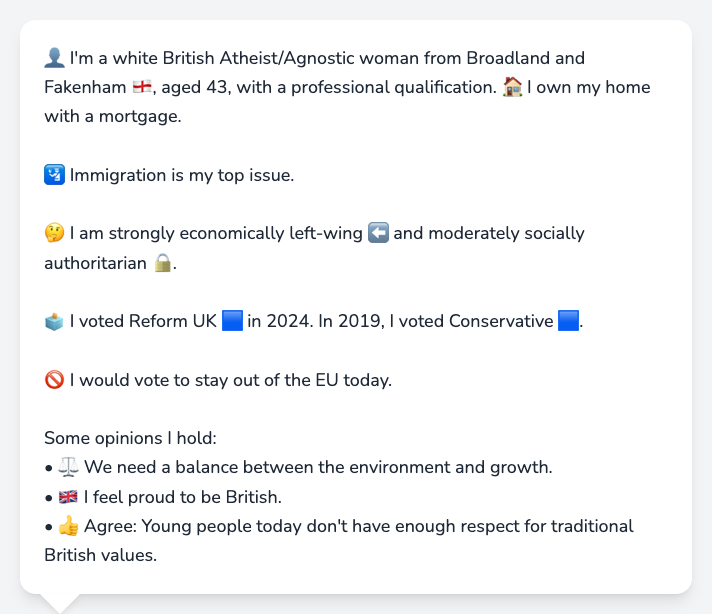 👤 I'm a white British Atheist/Agnostic woman from Broadland and
Fakenham 🏴󠁧󠁢󠁥󠁮󠁧󠁿, aged 43, with a professional qualification. 🏠 I own my home
with a mortgage.
🛂 Immigration is my top issue.
🤔 I am strongly economically left-wing ⬅️ and moderately socially
authoritarian 🔒.
🗳️ I voted Reform UK 🟦 in 2024. In 2019, I voted Conservative 🟦.
🚫 I would vote to stay out of the EU today.
Some opinions I hold:
• ⚖️ We need a balance between the environment and growth.
• 🇬🇧 I feel proud to be British.
• 👍 Agree: Young people today don't have enough respect for traditional
British values.